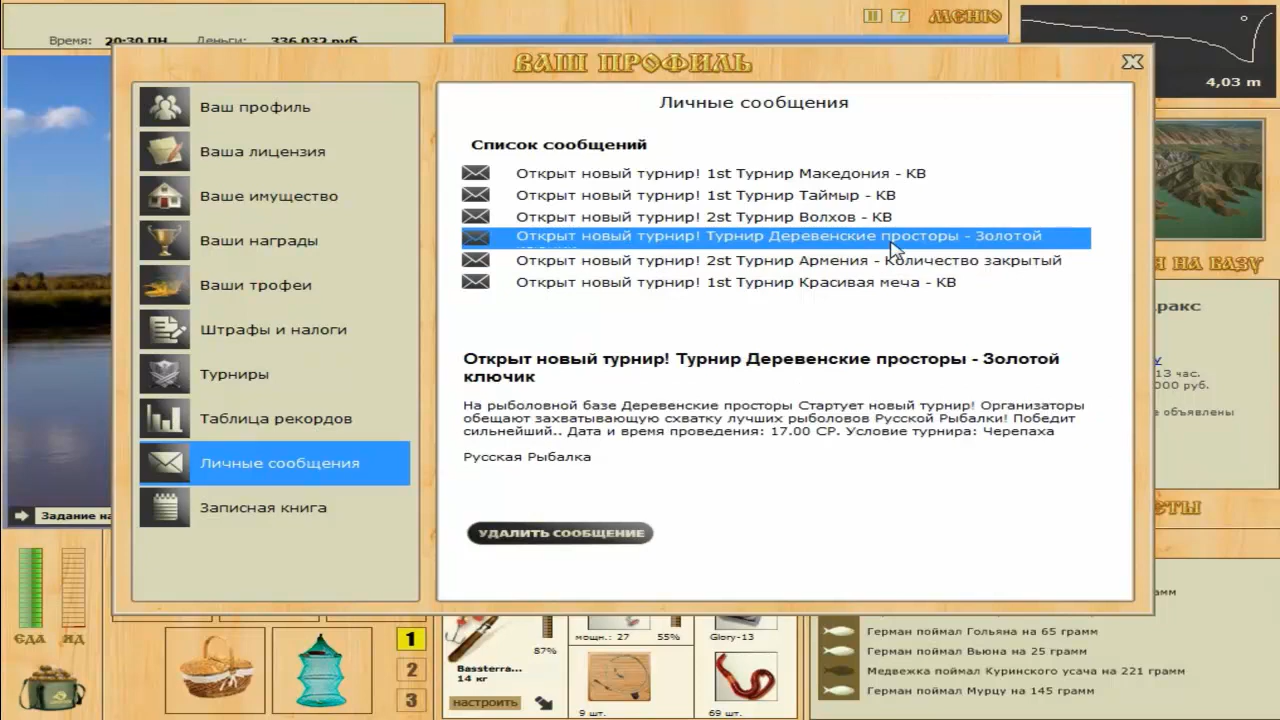 Время: 20:30 ПН Деньги: 336 032 руб
МЕНЮ
4,03 m
ВАШ ПРОФИЛЬ
Ваш профиль
Ваша лицензия
Ваше имущество
Ваши награды
Ваши трофеи
Штрафы и налоги
Турниры
Таблица рекордов
Личные сообщения
Записная книга
Личные сообщения
Список сообщений
Открыт новый турнир! 1st Турнир Македония - КВ
Открыт новый турнир! 1st Турнир Таймыр - КВ
Открыт новый турнир! 2st Турнир Волхов - КВ
Открыт новый турнир! Турнир Деревенские просторы - Золотой
Открыт новый турнир! 2st Турнир Армения - Количество закрытый
Открыт новый турнир! 1st Турнир Красивая меча - КВ
Открыт новый турнир! Турнир Деревенские просторы - Золотой
ключик
На рыболовной базе Деревенские просторы Стартует новый турнир! Организаторы
обещают захватывающую схватку лучших рыболовов Русской Рыбалки! Победит
сильнейший.. Дата и время проведения: 17.00 СР. Условие турнира: Черепаха
Русская Рыбалка
УДАЛИТЬ СООБЩЕНИЕ
НА БАЗУ
13 час.
000 руб.
объявлены
Задание на
ЕДА
1
2
3
87%
Bassterra...
14 кг
настроить
мощн.: 27 55%
9 шт.
Glory-13
69 шт.
Герман поймал Гольяна на 65 грамм
Герман поймал Вьюна на 25 грамм
Медвежка поймал Куринского усача на 221 грамм
Герман поймал Мурцу на 145 грамм